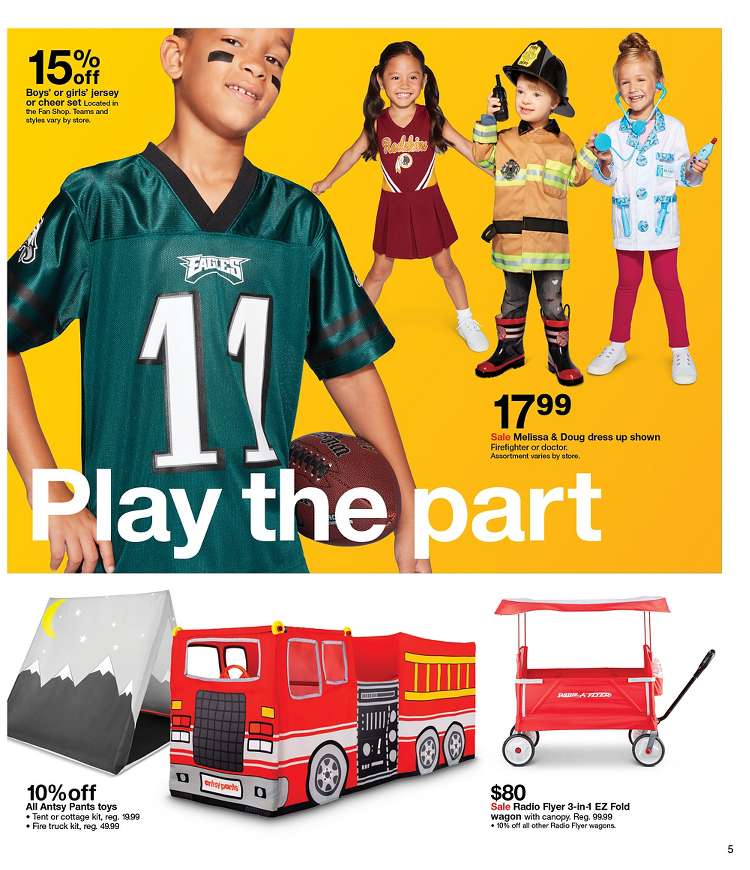 15% off
Boys' or girls' jersey
or cheer set Located in
the Fan Shop. Teams and
styles vary by store.
EAGLES
11
Redskins
17.99
Sale Melissa & Doug dress up shown
Firefighter or doctor.
Assortment varies by store.
Play the part
10% off
All Antsy Pants toys
• Tent or cottage kit, reg. 19.99
• Fire truck kit, reg. 49.99
antsypants
RADIO FLYER
$80
Sale Radio Flyer 3-in-1 EZ Fold
wagon with canopy. Reg. 99.99
• 10% off all other Radio Flyer wagons.
5